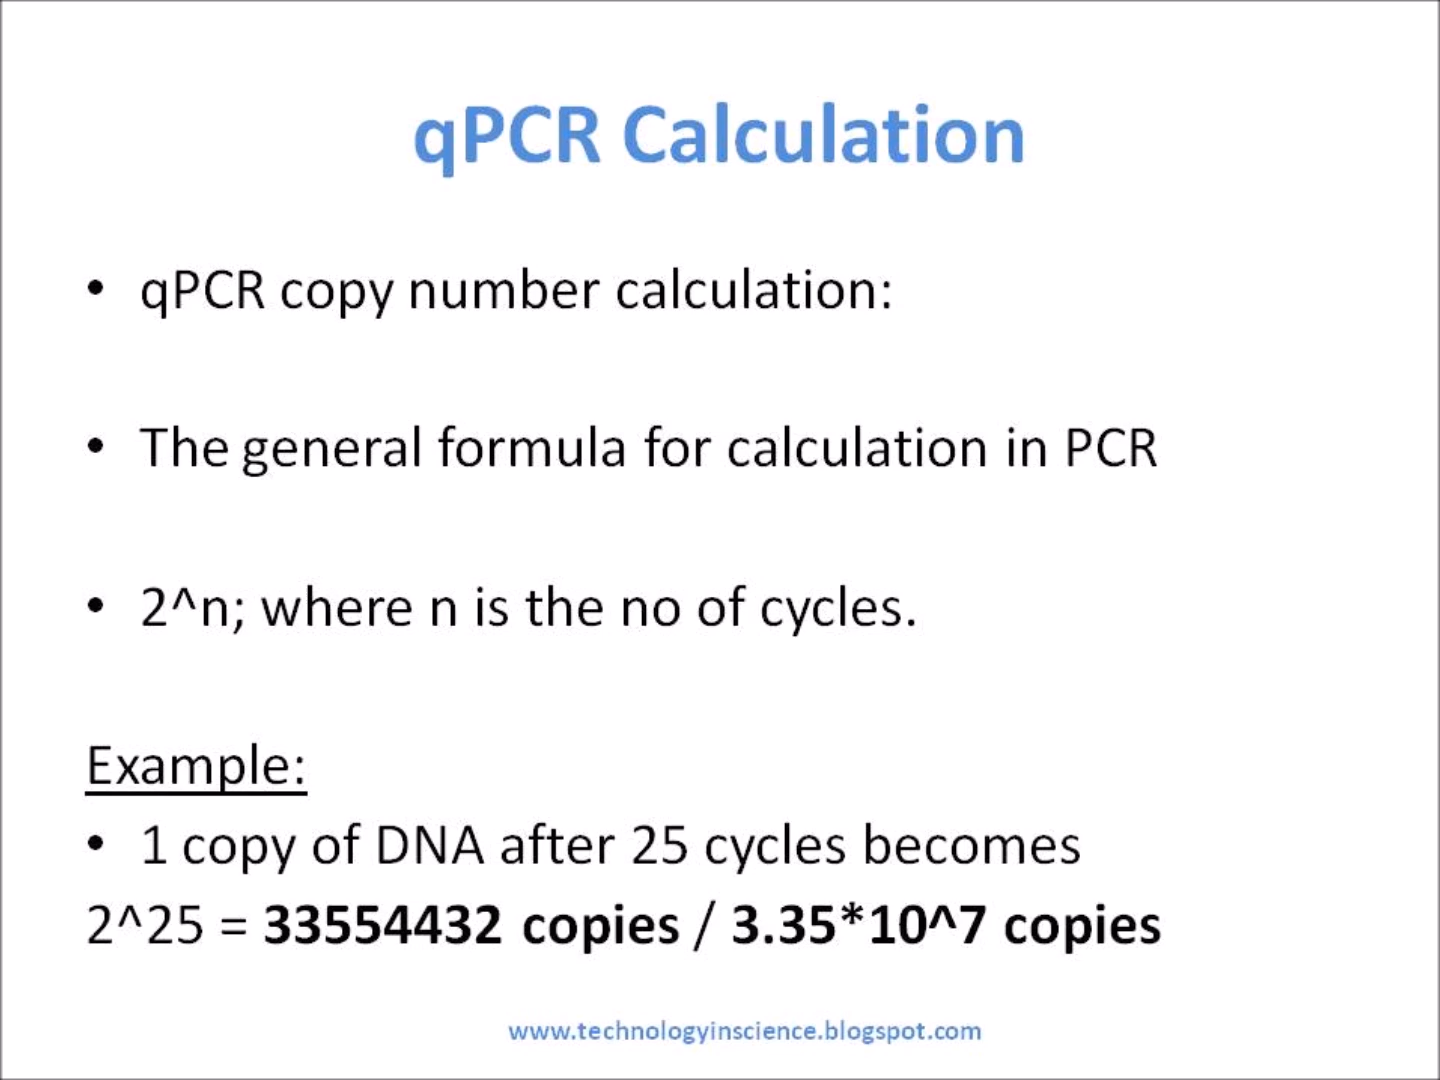 qPCR Calculation
• qPCR copy number calculation:
• The general formula for calculation in PCR
• 2^n; where n is the no of cycles.
Example:
• 1 copy of DNA after 25 cycles becomes
2^25 = 33554432 copies / 3.35*10^7 copies
www.technologyinscience.blogspot.com